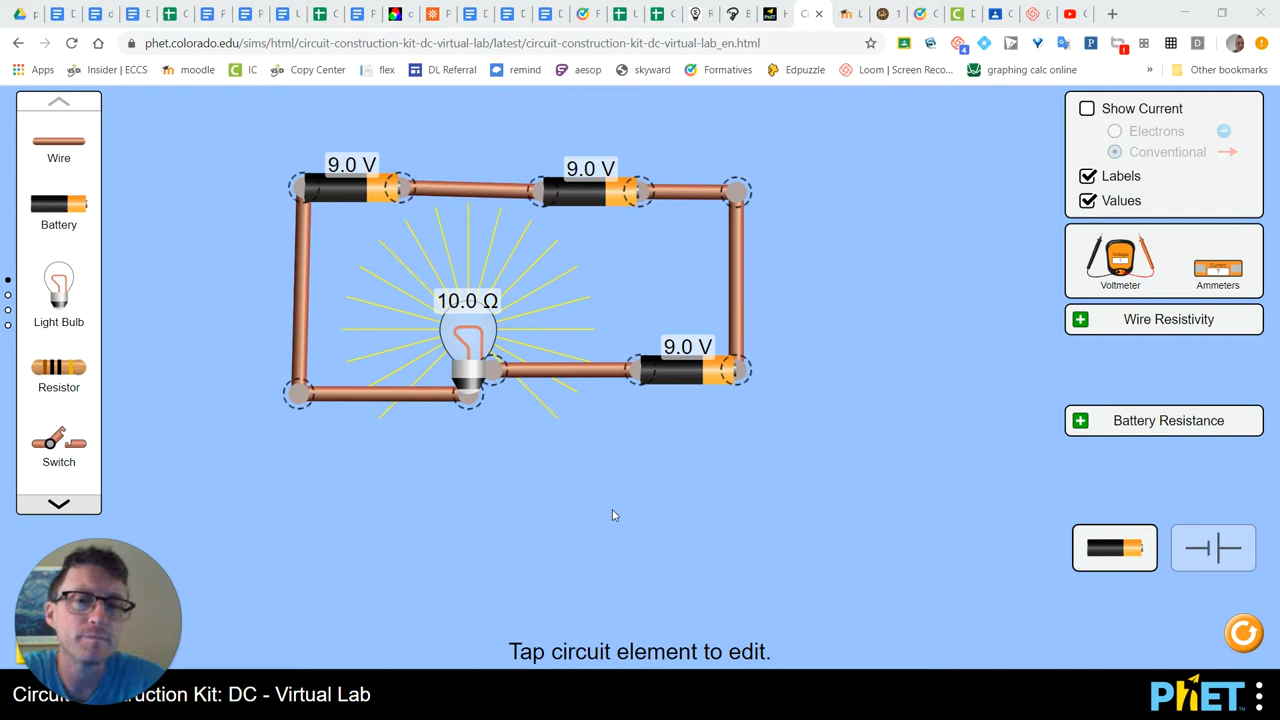 phet.colorado.edu/sims/html/circuit-construction-kit-dc-virtual-lab/latest/circuit-construction-kit-dc-virtual-lab_en.html
Apps Insider | ECCS moodle IC Copy Center flex DL Referral remind aesop skyward Formatives Edpuzzle Loom | Screen Reco... graphing calc online » Other bookmarks
Wire
Battery
Light Bulb
Resistor
Switch
9.0 V
9.0 V
10.0 Ω
9.0 V
Show Current
Electrons
Conventional
Labels
Values
Voltage
?
Current
?
Voltmeter
Ammeters
Wire Resistivity
Battery Resistance
Tap circuit element to edit.
Circu nstruction Kit: DC - Virtual Lab
PhET